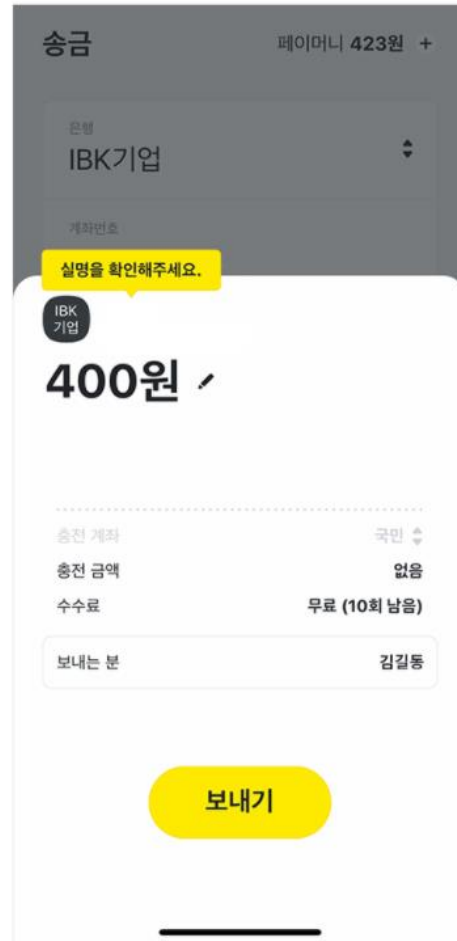 송금
페이머니 423원 +
은행
IBK기업
계좌번호
실명을 확인해주세요.
IBK
기업
400원
충전 계좌 국민
충전 금액 없음
수수료 무료 (10회 남음)
보내는 분 김길동
보내기